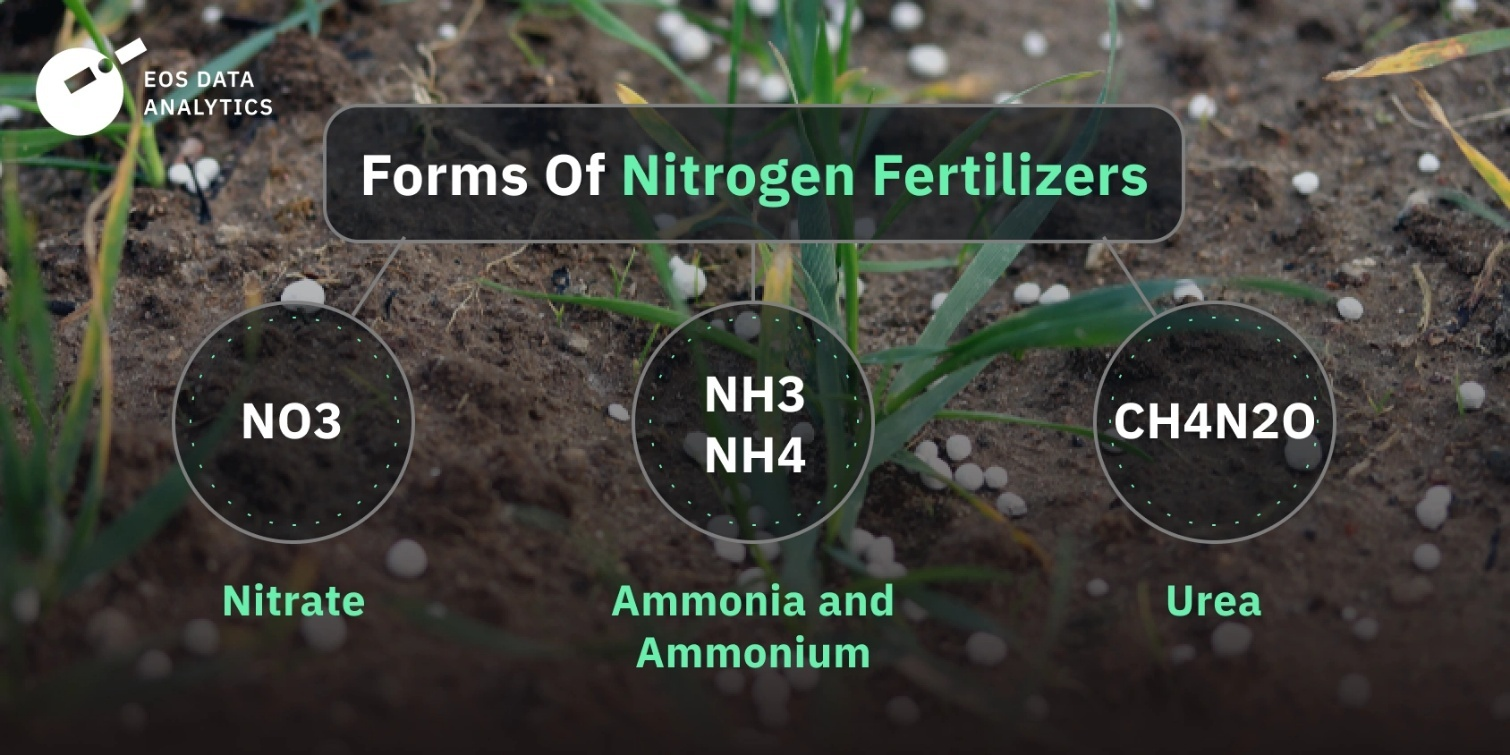 EOS DATA
ANALYTICS
Forms Of Nitrogen Fertilizers
NO3
NH3
NH4
CH4N2O
Nitrate
Ammonia and
Ammonium
Urea